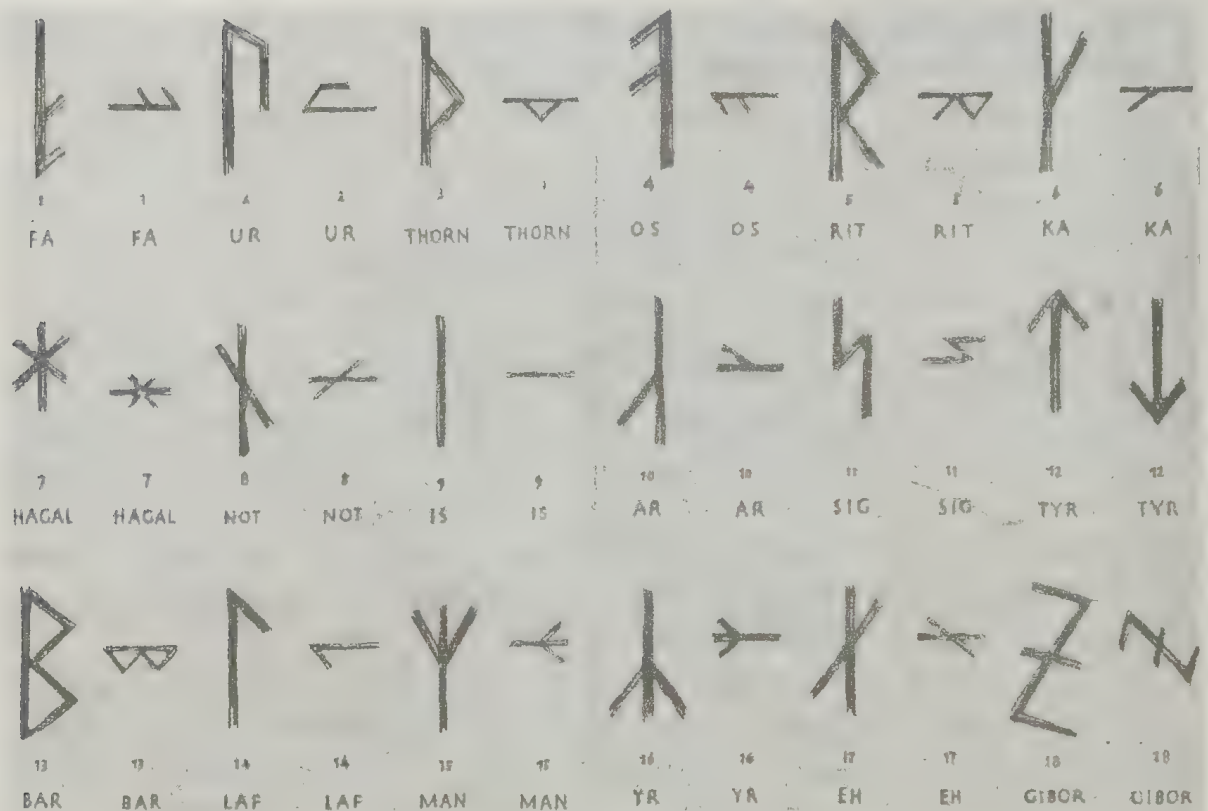 1 1 2 2 3 3 4 4 5 5 6 6
FA FA UR UR THORN THORN OS OS RIT RIT KA KA
7 7 8 8 9 9 10 10 11 11 12 12
HAGAL HAGAL NOT NOT IS IS AR AR SIG SIG TYR TYR
13 13 14 14 15 15 16 16 17 17 18 18
BAR BAR LAF LAF MAN MAN YR YR EH EH GIBOR GIBOR